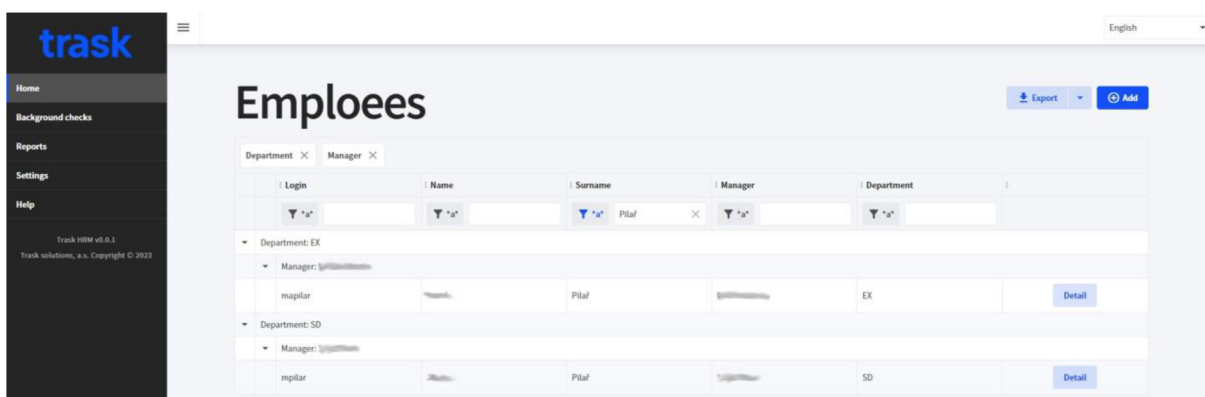 trask
English
Home
Background checks
Reports
Settings
Help
Trask HRM v0.0.1
Trask solutions, a.s. Copyright © 2023
Emploees
Export Add
Department Manager
Login Name Surname Manager Department
"a" "a" "a" Pilař "a" "a"
Department: EX
Manager:
mapilar Pilař EX Detail
Department: SD
Manager:
mpilar Pilař SD Detail